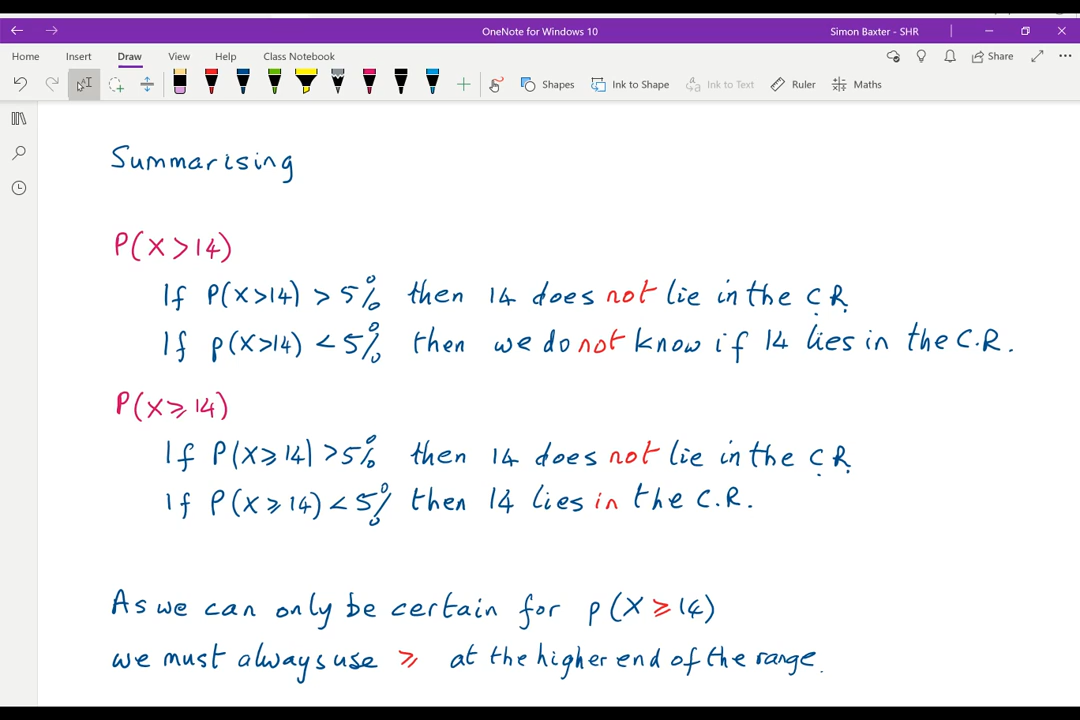 OneNote for Windows 10
Simon Baxter - SHR
Home Insert Draw View Help Class Notebook
Share
Shapes Ink to Shape Ink to Text Ruler Maths
Summarising
P(X>14)
If P(X>14) > 5% then 14 does not lie in the C.R.
If p(X>14) < 5% then we do not know if 14 lies in the C.R.
P(X⩾14)
If P(X⩾14) > 5% then 14 does not lie in the C.R.
If P(X⩾14) < 5% then 14 lies in the C.R.
As we can only be certain for p(X⩾14)
we must always use ⩾ at the higher end of the range.